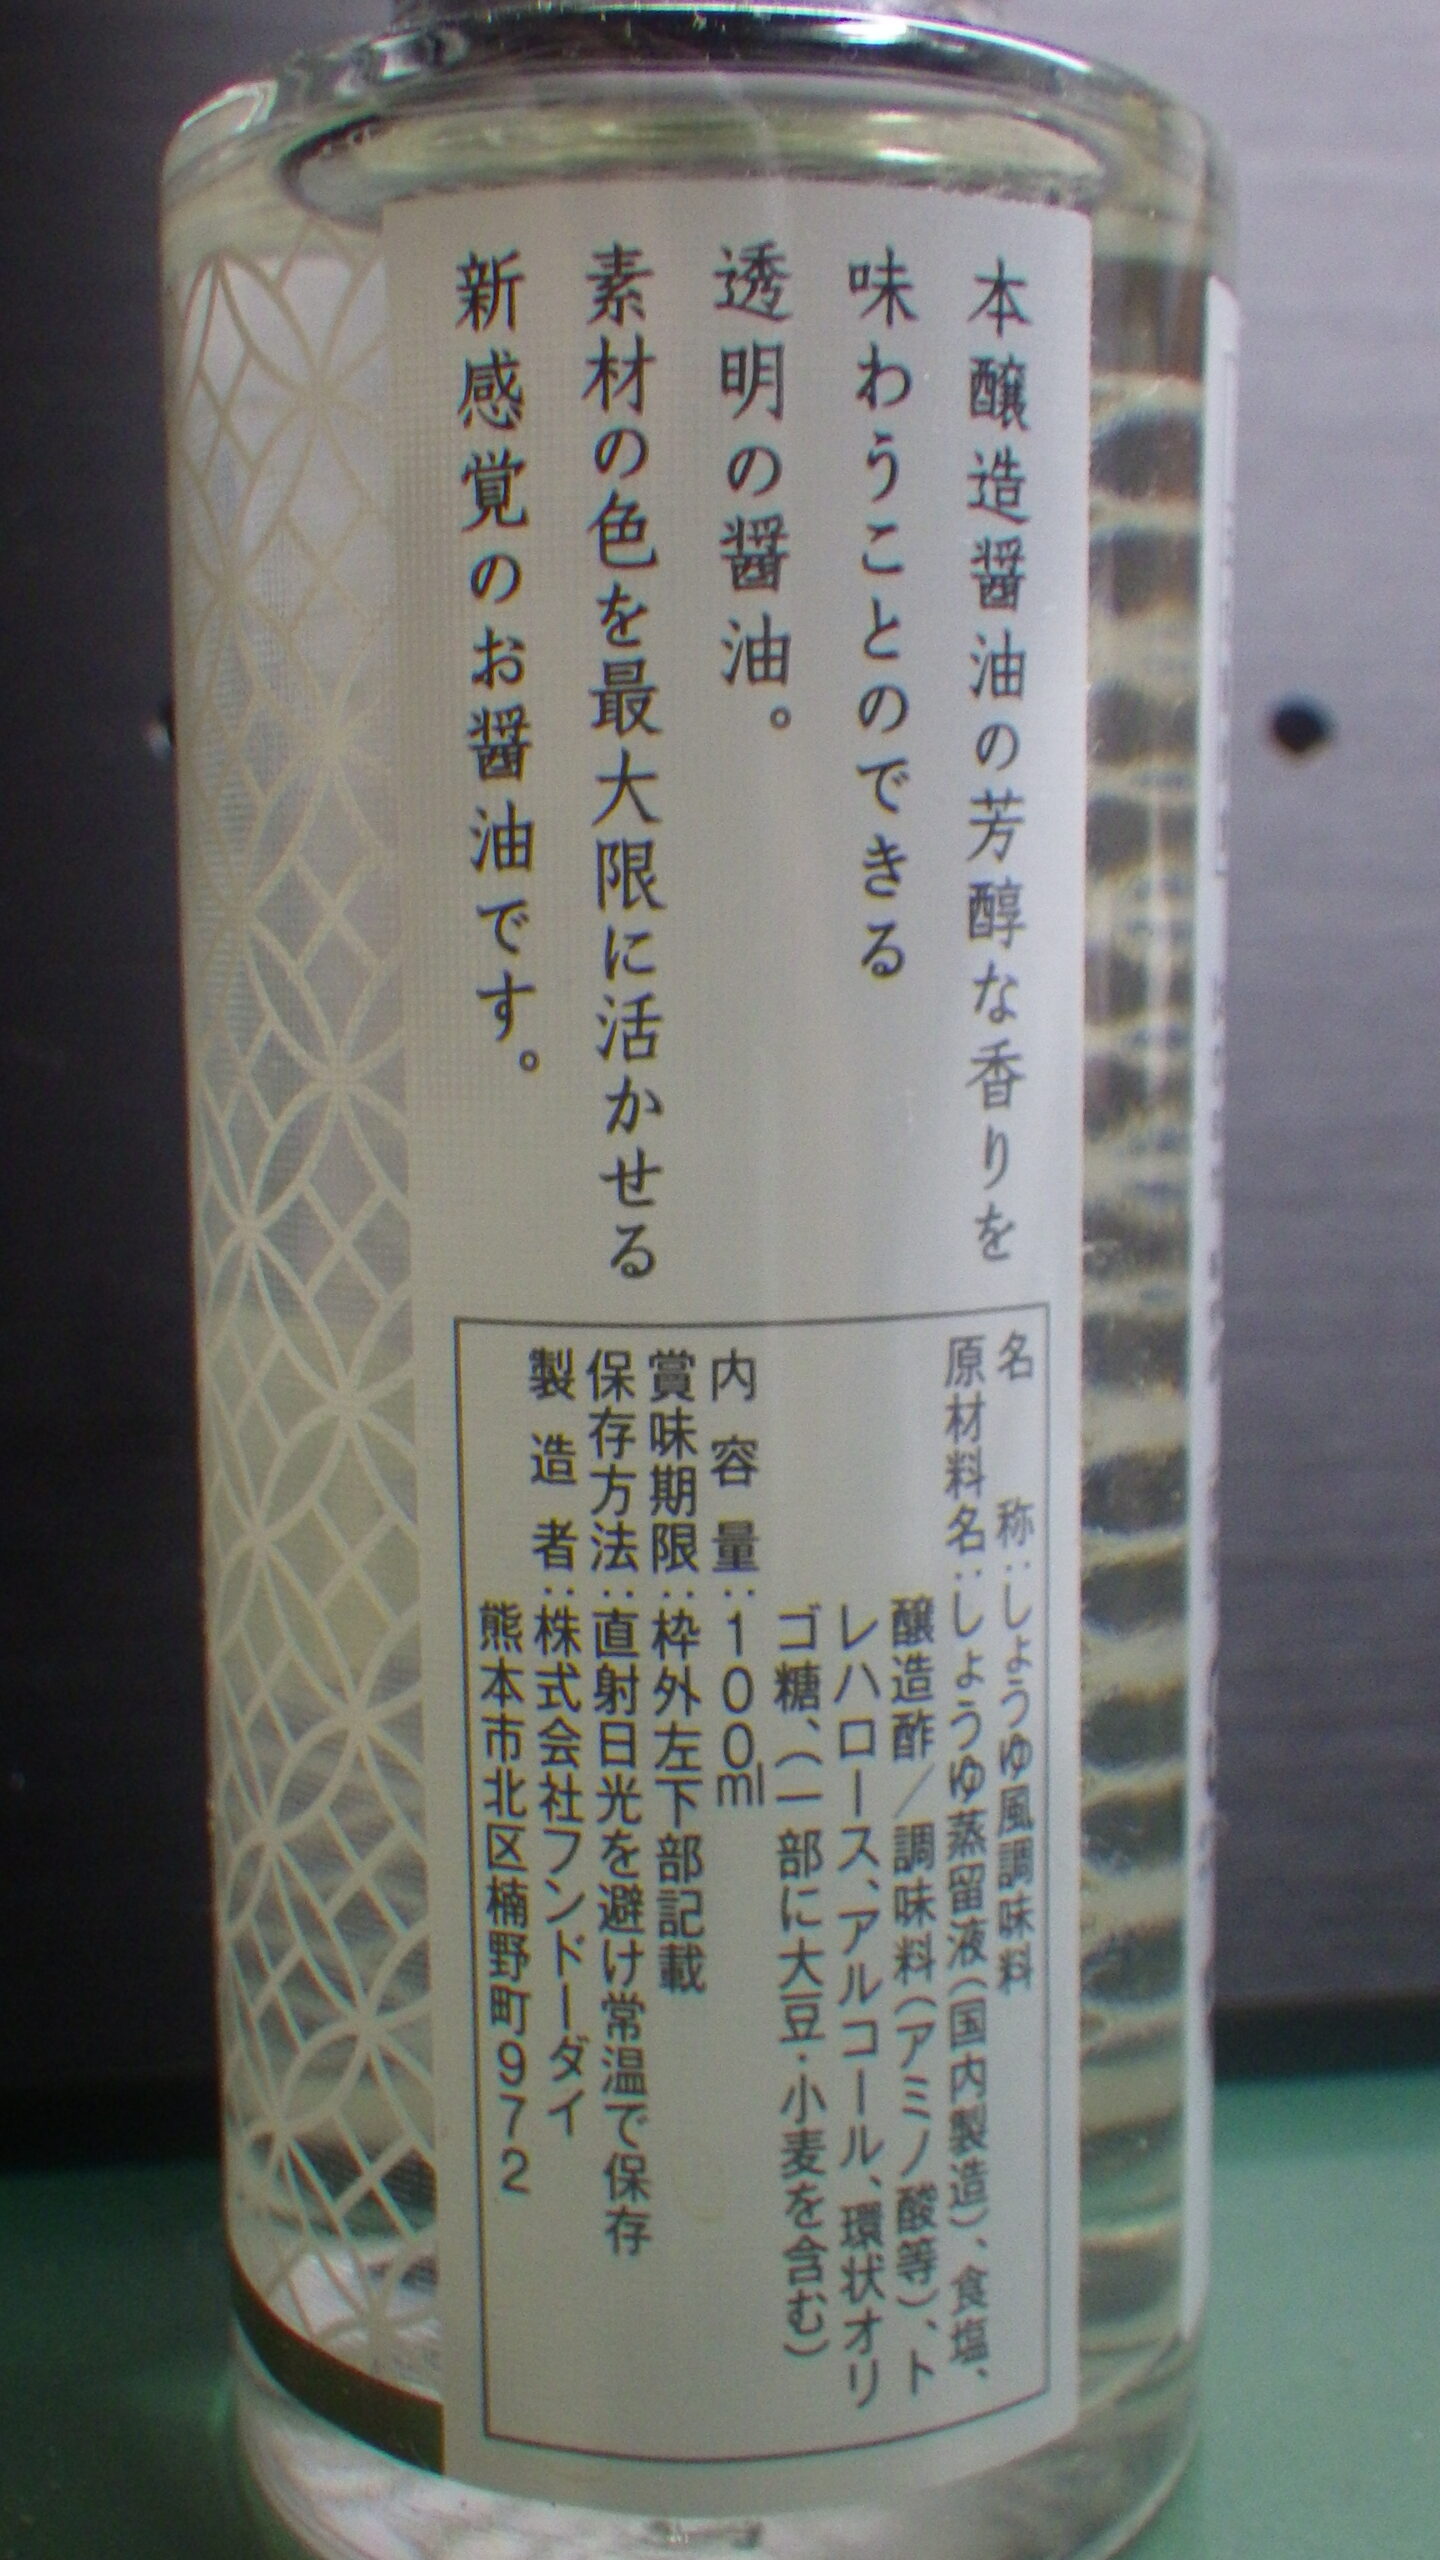 本醸造醤油の芳醇な香りを
味わうことのできる
透明の醤油。
素材の色を最大限に活かせる
新感覚のお醤油です。
名称:しょうゆ風調味料
原材料名:しょうゆ蒸留液(国内製造)、食塩、
醸造酢/調味料(アミノ酸等)、ト
レハロース、アルコール、環状オリ
ゴ糖、(一部に大豆・小麦を含む)
内容量:100ml
賞味期限:枠外左下部記載
保存方法:直射日光を避け常温で保存
製造者:株式会社フンドーダイ
熊本市北区楠野町972